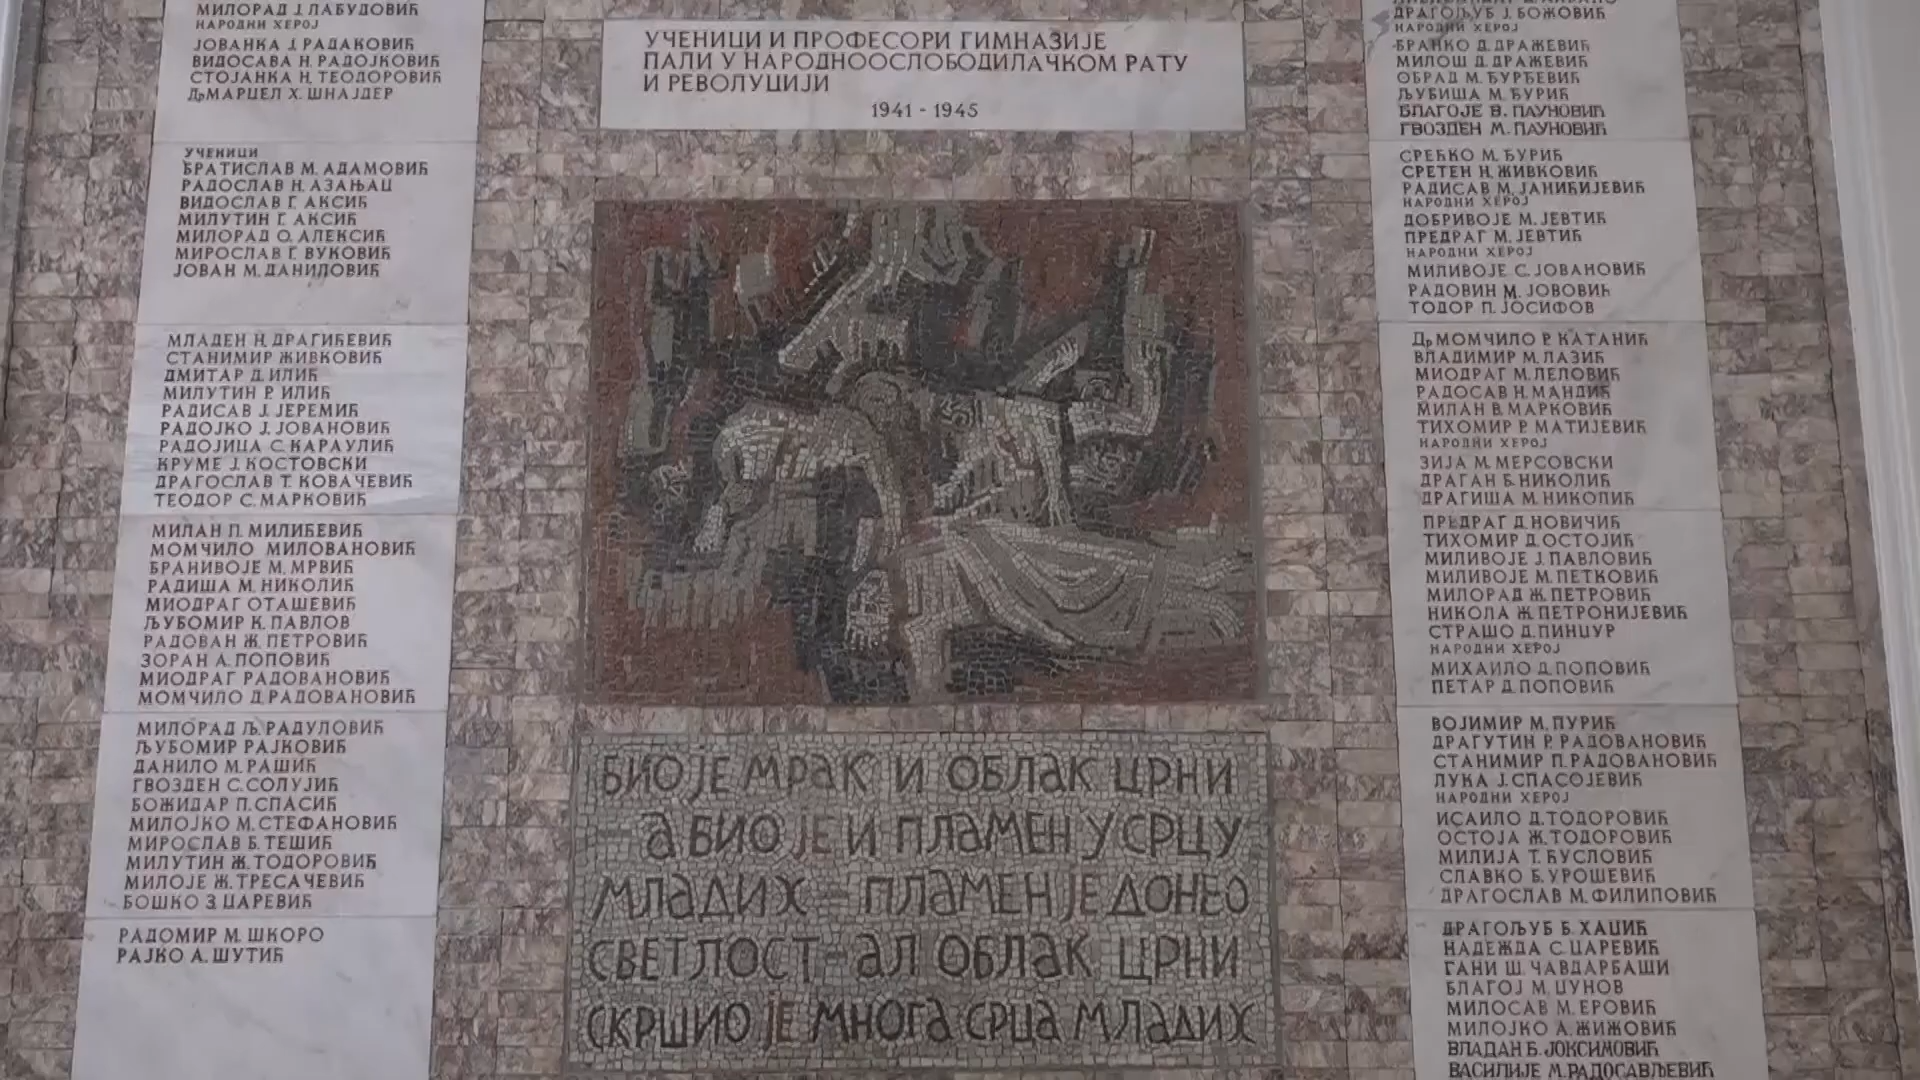 МИЛОРАД Ј. ЛАБУДОВИЋ
НАРОДНИ ХЕРОЈ
ЈОВАНКА Ј. РАДАКОВИЋ
ВИДОСАВА Н. РАДОЈКОВИЋ
СТОЈАНКА Н. ТЕОДОРОВИЋ
Др МАРЦЕЛ Х. ШНАЈДЕР
УЧЕНИЦИ
БРАТИСЛАВ М. АДАМОВИЋ
РАДОСЛАВ Н. АЗАЊАЦ
ВИДОСЛАВ Г. АКСИЋ
МИЛУТИН Г. АКСИЋ
МИЛОРАД О. АЛЕКСИЋ
МИРОСЛАВ Г. ВУКОВИЋ
ЈОВАН М. ДАНИЛОВИЋ
МЛАДЕН Н. ДРАГИЋЕВИЋ
СТАНИМИР ЖИВКОВИЋ
ДМИТАР Д. ИЛИЋ
МИЛУТИН Р. ИЛИЋ
РАДИСАВ Ј. ЈЕРЕМИЋ
РАДОЈКО Ј. ЈОВАНОВИЋ
РАДОЈИЦА С. КАРАУЛИЋ
КРУМЕ Ј. КОСТОВСКИ
ДРАГОСЛАВ Т. КОВАЧЕВИЋ
ТЕОДОР С. МАРКОВИЋ
МИЛАН П. МИЛИЋЕВИЋ
МОМЧИЛО МИЛОВАНОВИЋ
БРАНИВОЈЕ М. МРВИЋ
РАДИША М. НИКОЛИЋ
МИОДРАГ ОТАШЕВИЋ
ЉУБОМИР К. ПАВЛОВ
РАДОВАН Ж. ПЕТРОВИЋ
ЗОРАН А. ПОПОВИЋ
МИОДРАГ РАДОВАНОВИЋ
МОМЧИЛО Д. РАДОВАНОВИЋ
МИЛОРАД Љ. РАДУЛОВИЋ
ЉУБОМИР РАЈКОВИЋ
ДАНИЛО М. РАШИЋ
ГВОЗДЕН С. СОЛУЈИЋ
БОЖИДАР П. СПАСИЋ
МИЛОЈКО М. СТЕФАНОВИЋ
МИРОСЛАВ Б. ТЕШИЋ
МИЛУТИН Ж. ТОДОРОВИЋ
МИЛОЈЕ Ж. ТРЕСАЧЕВИЋ
БОШКО З. ЦАРЕВИЋ
РАДОМИР М. ШКОРО
РАЈКО А. ШУТИЋ
УЧЕНИЦИ И ПРОФЕСОРИ ГИМНАЗИЈЕ
ПАЛИ У НАРОДНООСЛОБОДИЛАЧКОМ РАТУ
И РЕВОЛУЦИЈИ
1941 - 1945
БИО ЈЕ МРАК И ОБЛАК ЦРНИ
– А БИО ЈЕ И ПЛАМЕН У СРЦУ
МЛАДИХ – ПЛАМЕН ЈЕ ДОНЕО
СВЕТЛОСТ – АЛ ОБЛАК ЦРНИ
СКРШИО ЈЕ МНОГА СРЦА МЛАДИХ
ДРАГОЉУБ Ј. БОЖОВИЋ
НАРОДНИ ХЕРОЈ
БРАНКО Д. ДРАЖЕВИЋ
МИЛОШ Д. ДРАЖЕВИЋ
ОБРАД М. ЂУРЂЕВИЋ
ЉУБИША М. ЂУРИЋ
БЛАГОЈЕ В. ПАУНОВИЋ
ГВОЗДЕН М. ПАУНОВИЋ
СРЕЋКО М. ЂУРИЋ
СРЕТЕН Н. ЖИВКОВИЋ
РАДИСАВ М. ЈАНИЋИЈЕВИЋ
НАРОДНИ ХЕРОЈ
ДОБРИВОЈЕ М. ЈЕВТИЋ
ПРЕДРАГ М. ЈЕВТИЋ
НАРОДНИ ХЕРОЈ
МИЛИВОЈЕ С. ЈОВАНОВИЋ
РАДОВИН М. ЈОВОВИЋ
ТОДОР П. ЈОСИФОВ
Др МОМЧИЛО Р. КАТАНИЋ
ВЛАДИМИР М. ЛАЗИЋ
МИОДРАГ М. ЛЕЛОВИЋ
РАДОСАВ Н. МАНДИЋ
МИЛАН В. МАРКОВИЋ
ТИХОМИР Р. МАТИЈЕВИЋ
НАРОДНИ ХЕРОЈ
ЗИЈА М. МЕРСОВСКИ
ДРАГАН Б. НИКОЛИЋ
ДРАГИША М. НИКОЛИЋ
ПРЕДРАГ Д. НОВИЧИЋ
ТИХОМИР Д. ОСТОЈИЋ
МИЛИВОЈЕ Ј. ПАВЛОВИЋ
МИЛИВОЈЕ М. ПЕТКОВИЋ
МИЛОРАД Ж. ПЕТРОВИЋ
НИКОЛА Ж. ПЕТРОНИЈЕВИЋ
СТРАШО Д. ПИНЏУР
НАРОДНИ ХЕРОЈ
МИХАИЛО Д. ПОПОВИЋ
ПЕТАР Д. ПОПОВИЋ
ВОЈИМИР М. ПУРИЋ
ДРАГУТИН Р. РАДОВАНОВИЋ
СТАНИМИР П. РАДОВАНОВИЋ
ЛУКА Ј. СПАСОЈЕВИЋ
НАРОДНИ ХЕРОЈ
ИСАИЛО Д. ТОДОРОВИЋ
ОСТОЈА Ж. ТОДОРОВИЋ
МИЛИЈА Т. ЋУСЛОВИЋ
СЛАВКО Б. УРОШЕВИЋ
ДРАГОСЛАВ М. ФИЛИПОВИЋ
ДРАГОЉУБ Б. ХАЏИЋ
НАДЕЖДА С. ЦАРЕВИЋ
ГАНИ Ш. ЧАВДАРБАШИ
БЛАГОЈ М. ЏУНОВ
МИЛОСАВ М. ЕРОВИЋ
МИЛОЈКО А. ЖИЖОВИЋ
ВЛАДАН Б. ЈОКСИМОВИЋ
ВАСИЛИЈЕ М. РАДОСАВЉЕВИЋ